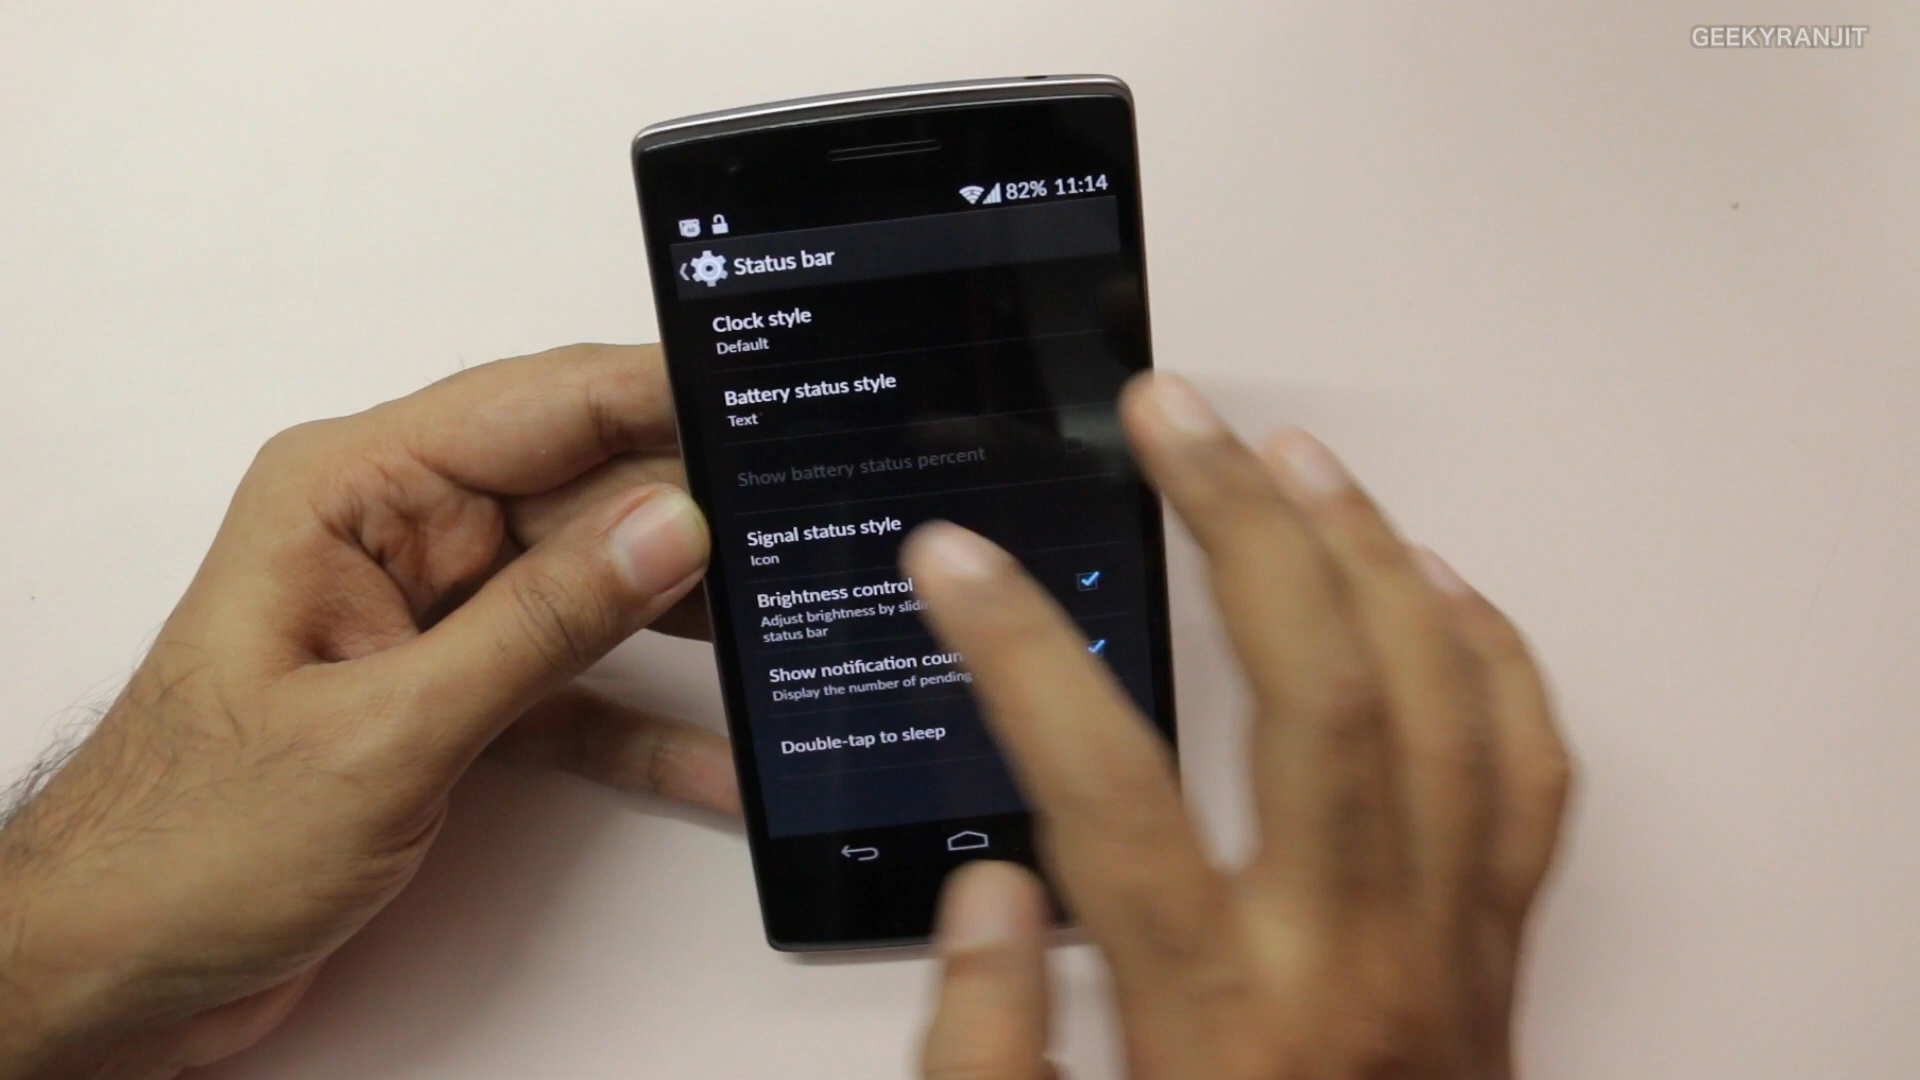 GEEKYRANJIT
82% 11:14
Status bar
Clock style
Default
Battery status style
Text
Show battery status percent
Signal status style
Icon
Brightness control
Adjust brightness by
status bar
Show notification
Display the number of pending
Double-tap to sleep